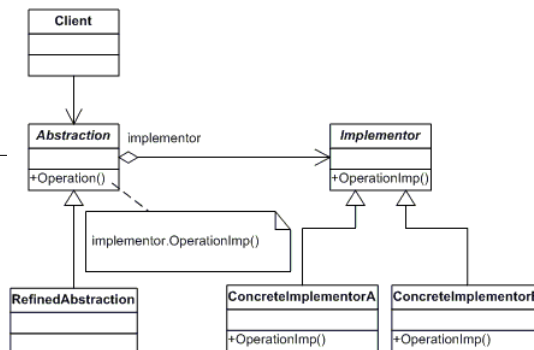 Client
Abstraction
implementor
Implementor
+Operation()
+OperationImp()
implementor.OperationImp()
RefinedAbstraction
ConcreteImplementorA
ConcreteImplementor
+OperationImp()
+OperationImp()